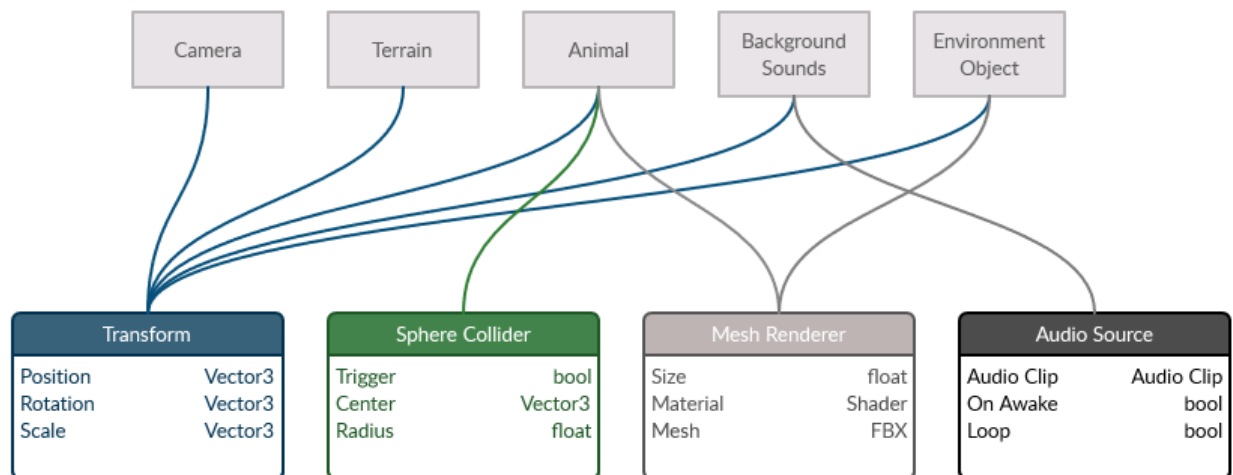 Camera
Terrain
Animal
Background
Sounds
Environment
Object
Transform
Position Vector3
Rotation Vector3
Scale Vector3
Sphere Collider
Trigger bool
Center Vector3
Radius float
Mesh Renderer
Size float
Material Shader
Mesh FBX
Audio Source
Audio Clip Audio Clip
On Awake bool
Loop bool